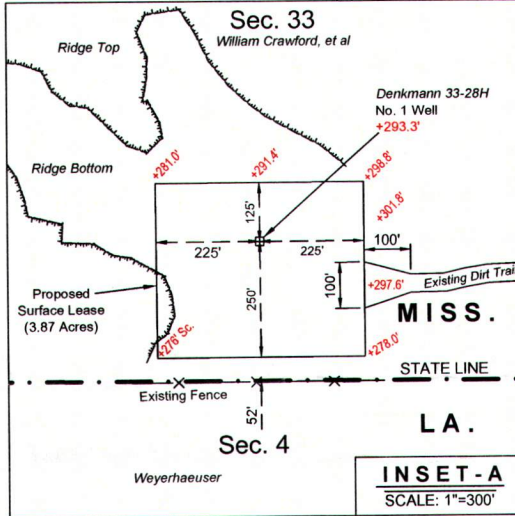 Sec. 33
William Crawford, et al
Ridge Top
Denkmann 33-28H
No. 1 Well
+293.3'
Ridge Bottom
+281.0'
+291.4'
+298.8'
+301.8'
125'
225'
225'
100'
100'
+297.6'
Existing Dirt Trai
250'
Proposed
Surface Lease
(3.87 Acres)
MISS.
+276' Sc.
+278.0'
STATE LINE
Existing Fence
52'
LA.
Sec. 4
Weyerhaeuser
INSET-A
SCALE: 1"=300'